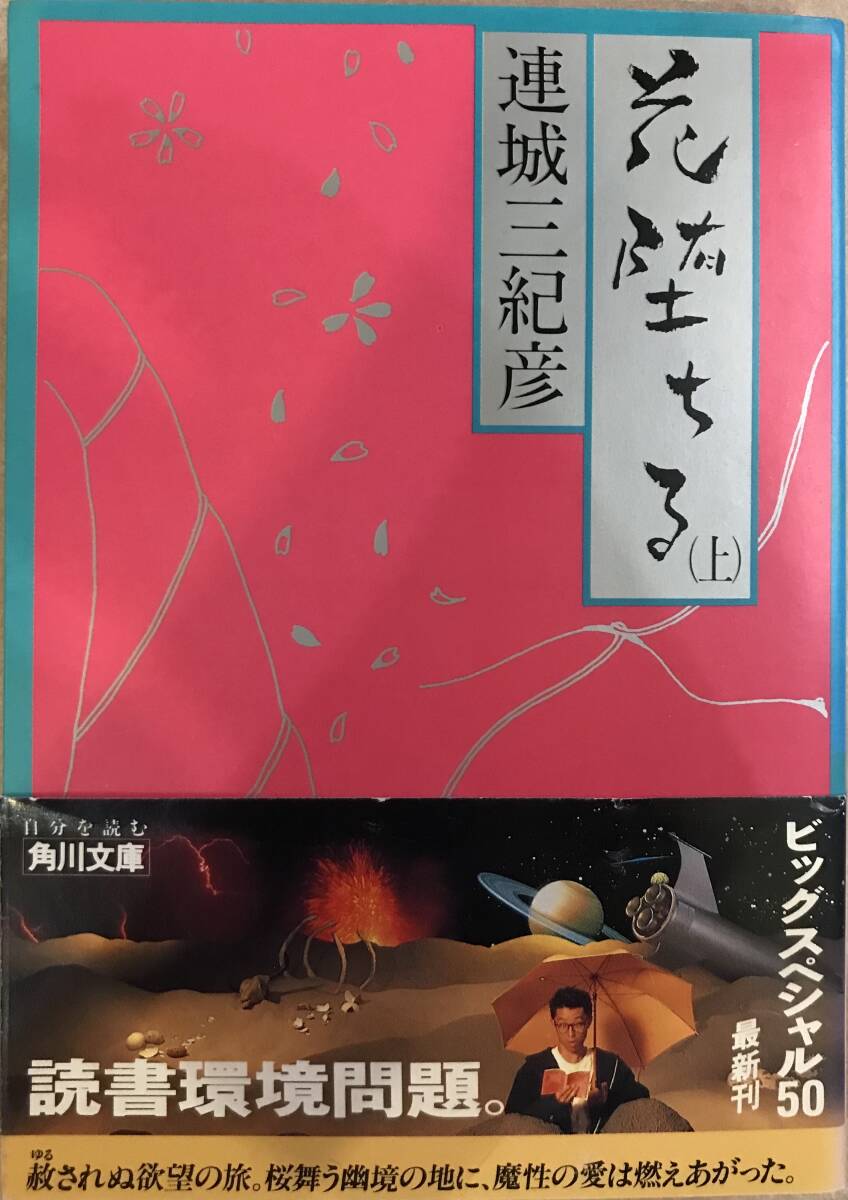 花堕ちる(上)
連城三紀彦
自分を読む
角川文庫
ビッグスペシャル50
最新刊
読書環境問題。
ゆる
赦されぬ欲望の旅。桜舞う幽境の地に、魔性の愛は燃えあがった。